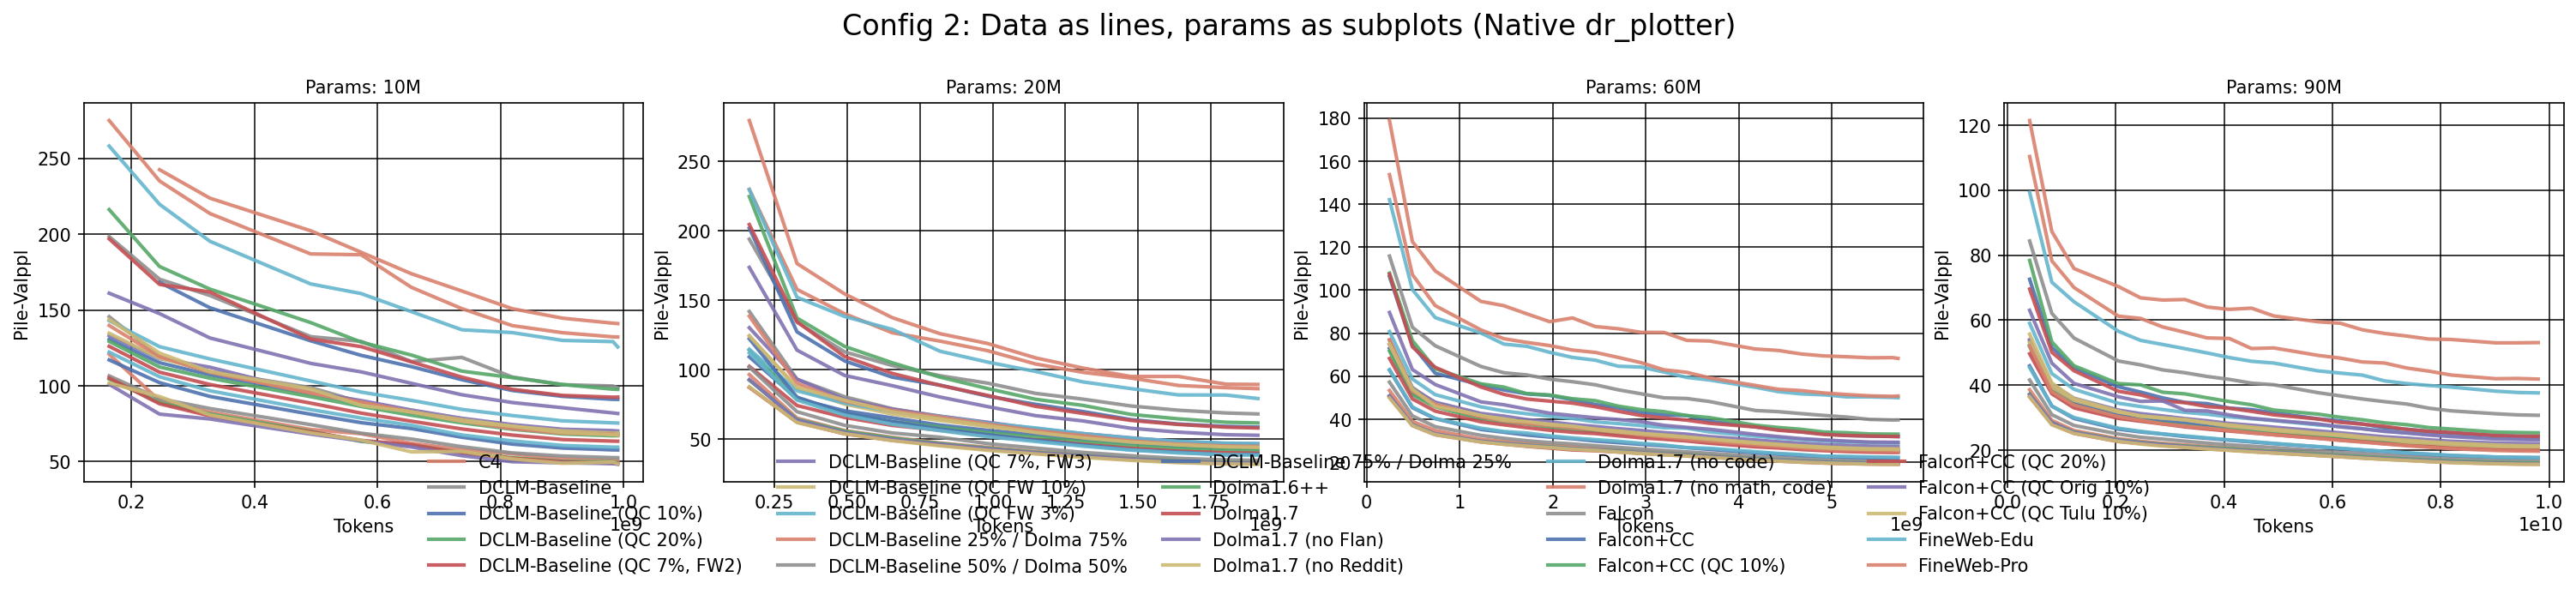 Config 2: Data as lines, params as subplots (Native dr_plotter)
Params: 10M
Params: 20M
Params: 60M
Params: 90M
Pile-Valppl
250
200
150
100
50
0.2
0.4
0.6
0.8
1.0
1e9
Tokens
Pile-Valppl
250
200
150
100
50
0.25
0.50
0.75
1.00
1.25
1.50
1.75
1e9
Tokens
Pile-Valppl
180
160
140
120
100
80
60
40
20
0
1
2
3
4
5
1e9
Tokens
Pile-Valppl
120
100
80
60
40
20
0.0
0.2
0.4
0.6
0.8
1.0
1e10
Tokens
C4
DCLM-Baseline
DCLM-Baseline (QC 10%)
DCLM-Baseline (QC 20%)
DCLM-Baseline (QC 7%, FW2)
DCLM-Baseline (QC 7%, FW3)
DCLM-Baseline (QC FW 10%)
DCLM-Baseline (QC FW 3%)
DCLM-Baseline 25% / Dolma 75%
DCLM-Baseline 50% / Dolma 50%
DCLM-Baseline 75% / Dolma 25%
Dolma1.6++
Dolma1.7
Dolma1.7 (no Flan)
Dolma1.7 (no Reddit)
Dolma1.7 (no code)
Dolma1.7 (no math, code)
Falcon
Falcon+CC
Falcon+CC (QC 10%)
Falcon+CC (QC 20%)
Falcon+CC (QC Orig 10%)
Falcon+CC (QC Tulu 10%)
FineWeb-Edu
FineWeb-Pro